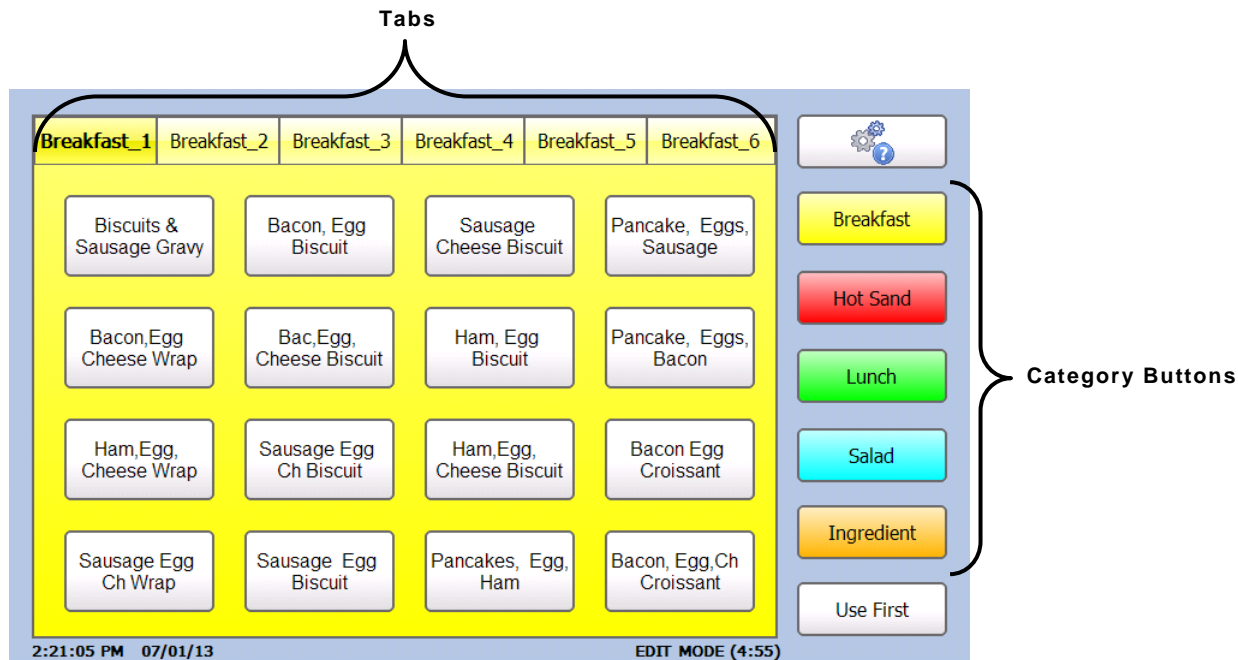 Tabs
Breakfast_1 Breakfast_2 Breakfast_3 Breakfast_4 Breakfast_5 Breakfast_6
?
Biscuits &
Sausage Gravy
Bacon, Egg
Biscuit
Sausage
Cheese Biscuit
Pancake, Eggs,
Sausage
Breakfast
Hot Sand
Bacon,Egg
Cheese Wrap
Bac,Egg,
Cheese Biscuit
Ham, Egg
Biscuit
Pancake, Eggs,
Bacon
Lunch
Category Buttons
Ham,Egg,
Cheese Wrap
Sausage Egg
Ch Biscuit
Ham,Egg,
Cheese Biscuit
Bacon Egg
Croissant
Salad
Ingredient
Sausage Egg
Ch Wrap
Sausage Egg
Biscuit
Pancakes, Egg,
Ham
Bacon, Egg,Ch
Croissant
Use First
2:21:05 PM 07/01/13
EDIT MODE (4:55)